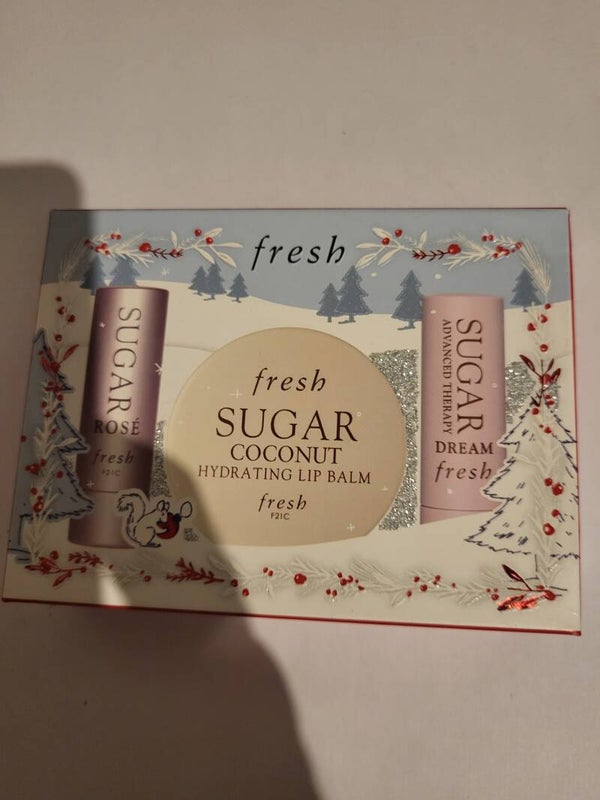 fresh
SUGAR
ROSÉ
fresh
F21C
fresh
SUGAR
COCONUT
HYDRATING LIP BALM
fresh
F21C
SUGAR
ADVANCED THERAPY
DREAM
fresh